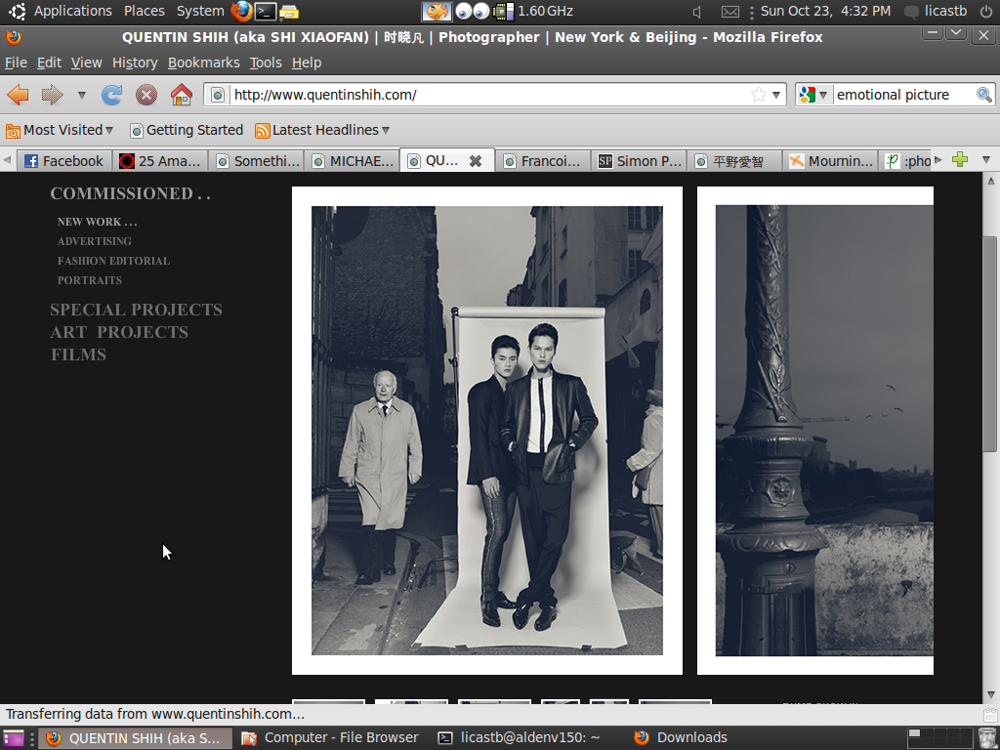 Applications Places System 1.60 GHz Sun Oct 23, 4:32 PM licastb
QUENTIN SHIH (aka SHI XIAOFAN) | 时晓凡 | Photographer | New York & Beijing - Mozilla Firefox
File Edit View History Bookmarks Tools Help
http://www.quentinshih.com/ emotional picture
Most Visited Getting Started Latest Headlines
Facebook 25 Ama... Somethi... MICHAE... QU... Francoi... SP Simon P... 平野愛智 Mournin... :pho
COMMISSIONED . .
NEW WORK . . .
ADVERTISING
FASHION EDITORIAL
PORTRAITS
SPECIAL PROJECTS
ART PROJECTS
FILMS
Transferring data from www.quentinshih.com...
QUENTIN SHIH (aka S... Computer - File Browser licastb@aldenv150: ~ Downloads